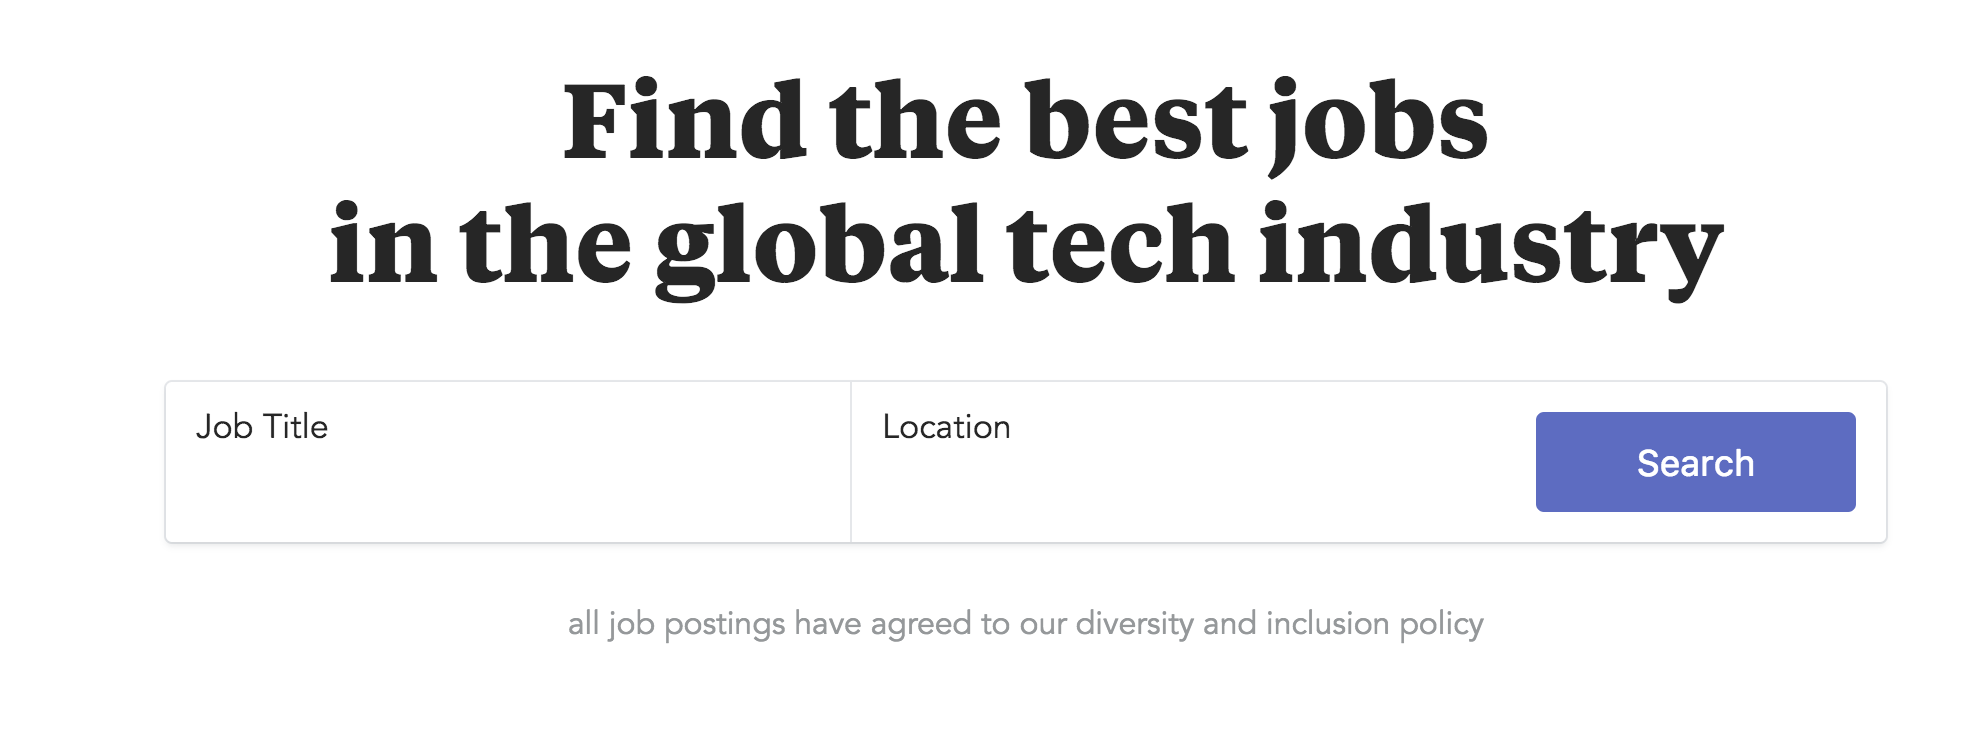 Find the best jobs
in the global tech industry
Job Title
Location
Search
all job postings have agreed to our diversity and inclusion policy